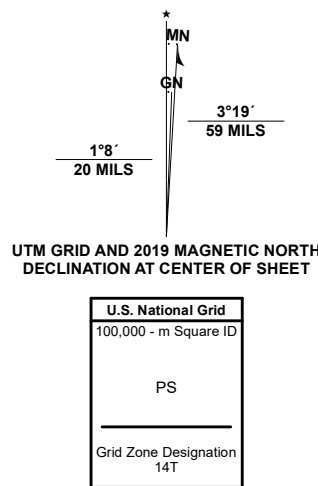 MN
GN
3°19´
59 MILS
1°8´
20 MILS
UTM GRID AND 2019 MAGNETIC NORTH
DECLINATION AT CENTER OF SHEET
U.S. National Grid
100,000 - m Square ID
PS
Grid Zone Designation
14T